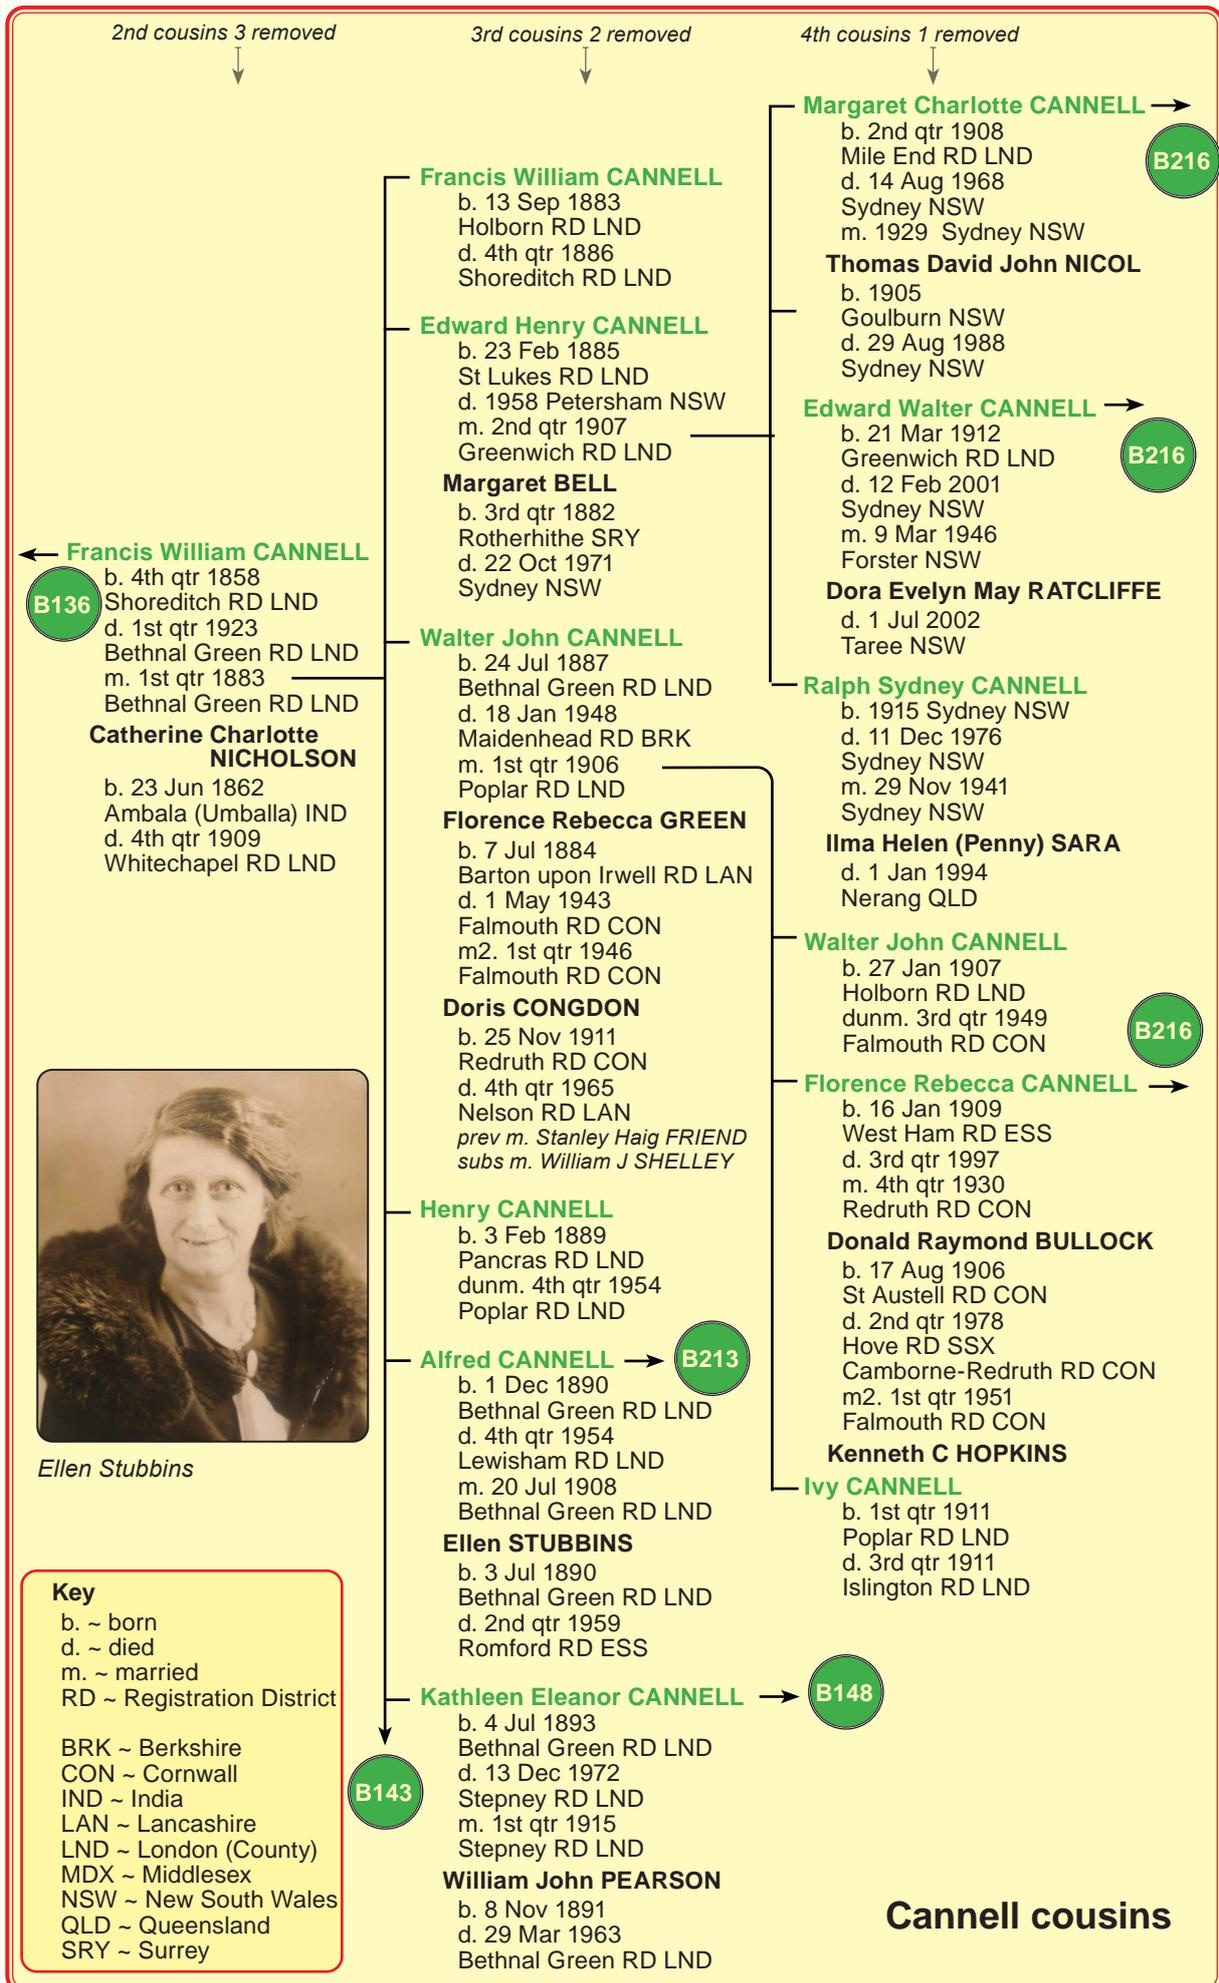 2nd cousins 3 removed
3rd cousins 2 removed
4th cousins 1 removed
Francis William CANNELL
B136
b. 4th qtr 1858
Shoreditch RD LND
d. 1st qtr 1923
Bethnal Green RD LND
m. 1st qtr 1883
Bethnal Green RD LND
Catherine Charlotte
NICHOLSON
b. 23 Jun 1862
Ambala (Umballa) IND
d. 4th qtr 1909
Whitechapel RD LND
Ellen Stubbins
Key
b. ~ born
d. ~ died
m. ~ married
RD ~ Registration District
BRK ~ Berkshire
CON ~ Cornwall
IND ~ India
LAN ~ Lancashire
LND ~ London (County)
MDX ~ Middlesex
NSW ~ New South Wales
QLD ~ Queensland
SRY ~ Surrey
Francis William CANNELL
b. 13 Sep 1883
Holborn RD LND
d. 4th qtr 1886
Shoreditch RD LND
Edward Henry CANNELL
b. 23 Feb 1885
St Lukes RD LND
d. 1958 Petersham NSW
m. 2nd qtr 1907
Greenwich RD LND
Margaret BELL
b. 3rd qtr 1882
Rotherhithe SRY
d. 22 Oct 1971
Sydney NSW
Walter John CANNELL
b. 24 Jul 1887
Bethnal Green RD LND
d. 18 Jan 1948
Maidenhead RD BRK
m. 1st qtr 1906
Poplar RD LND
Florence Rebecca GREEN
b. 7 Jul 1884
Barton upon Irwell RD LAN
d. 1 May 1943
Falmouth RD CON
m2. 1st qtr 1946
Falmouth RD CON
Doris CONGDON
b. 25 Nov 1911
Redruth RD CON
d. 4th qtr 1965
Nelson RD LAN
prev m. Stanley Haig FRIEND
subs m. William J SHELLEY
Henry CANNELL
b. 3 Feb 1889
Pancras RD LND
dunm. 4th qtr 1954
Poplar RD LND
Alfred CANNELL
B213
b. 1 Dec 1890
Bethnal Green RD LND
d. 4th qtr 1954
Lewisham RD LND
m. 20 Jul 1908
Bethnal Green RD LND
Ellen STUBBINS
b. 3 Jul 1890
Bethnal Green RD LND
d. 2nd qtr 1959
Romford RD ESS
Kathleen Eleanor CANNELL
B148
b. 4 Jul 1893
Bethnal Green RD LND
d. 13 Dec 1972
Stepney RD LND
m. 1st qtr 1915
Stepney RD LND
William John PEARSON
b. 8 Nov 1891
d. 29 Mar 1963
Bethnal Green RD LND
B143
Margaret Charlotte CANNELL
B216
b. 2nd qtr 1908
Mile End RD LND
d. 14 Aug 1968
Sydney NSW
m. 1929 Sydney NSW
Thomas David John NICOL
b. 1905
Goulburn NSW
d. 29 Aug 1988
Sydney NSW
Edward Walter CANNELL
B216
b. 21 Mar 1912
Greenwich RD LND
d. 12 Feb 2001
Sydney NSW
m. 9 Mar 1946
Forster NSW
Dora Evelyn May RATCLIFFE
d. 1 Jul 2002
Taree NSW
Ralph Sydney CANNELL
b. 1915 Sydney NSW
d. 11 Dec 1976
Sydney NSW
m. 29 Nov 1941
Sydney NSW
Ilma Helen (Penny) SARA
d. 1 Jan 1994
Nerang QLD
Walter John CANNELL
b. 27 Jan 1907
Holborn RD LND
dunm. 3rd qtr 1949
Falmouth RD CON
B216
Florence Rebecca CANNELL
b. 16 Jan 1909
West Ham RD ESS
d. 3rd qtr 1997
m. 4th qtr 1930
Redruth RD CON
Donald Raymond BULLOCK
b. 17 Aug 1906
St Austell RD CON
d. 2nd qtr 1978
Hove RD SSX
Camborne-Redruth RD CON
m2. 1st qtr 1951
Falmouth RD CON
Kenneth C HOPKINS
Ivy CANNELL
b. 1st qtr 1911
Poplar RD LND
d. 3rd qtr 1911
Islington RD LND
Cannell cousins